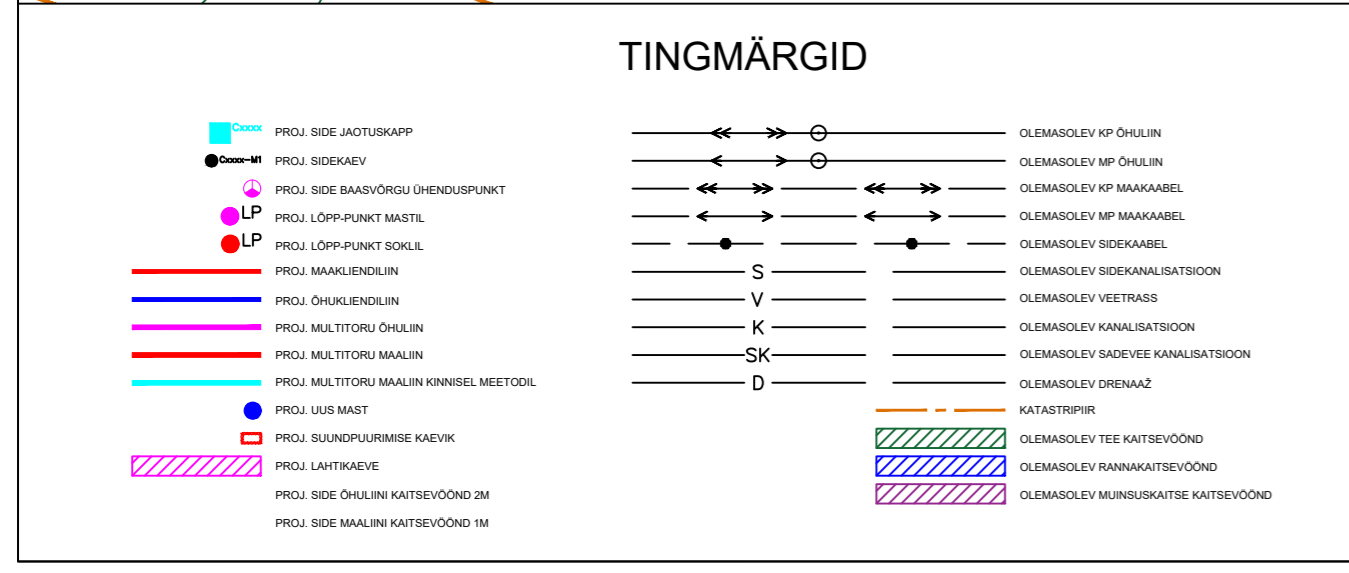 TINGMÄRGID
Cxxxx PROJ. SIDE JAOTUSKAPP
Cxxxx-M1 PROJ. SIDEKAEV
PROJ. SIDE BAASVÕRGU ÜHENDUSPUNKT
LP PROJ. LÕPP-PUNKT MASTIL
LP PROJ. LÕPP-PUNKT SOKLIL
PROJ. MAAKLIENDILIIN
PROJ. ÕHUKLIENDILIIN
PROJ. MULTITORU ÕHULIIN
PROJ. MULTITORU MAALIIN
PROJ. MULTITORU MAALIIN KINNISEL MEETODIL
PROJ. UUS MAST
PROJ. SUUNDPUURIMISE KAEVIK
PROJ. LAHTIKAEVE
PROJ. SIDE ÕHULIINI KAITSEVÖÖND 2M
PROJ. SIDE MAALIINI KAITSEVÖÖND 1M
OLEMASOLEV KP ÕHULIIN
OLEMASOLEV MP ÕHULIIN
OLEMASOLEV KP MAAKAABEL
OLEMASOLEV MP MAAKAABEL
OLEMASOLEV SIDEKAABEL
S OLEMASOLEV SIDEKANALISATSIOON
V OLEMASOLEV VEETRASS
K OLEMASOLEV KANALISATSIOON
SK OLEMASOLEV SADEVEE KANALISATSIOON
D OLEMASOLEV DRENAAŽ
KATASTRIPIIR
OLEMASOLEV TEE KAITSEVÖÖND
OLEMASOLEV RANNAKAITSEVÖÖND
OLEMASOLEV MUINSUSKAITSE KAITSEVÖÖND